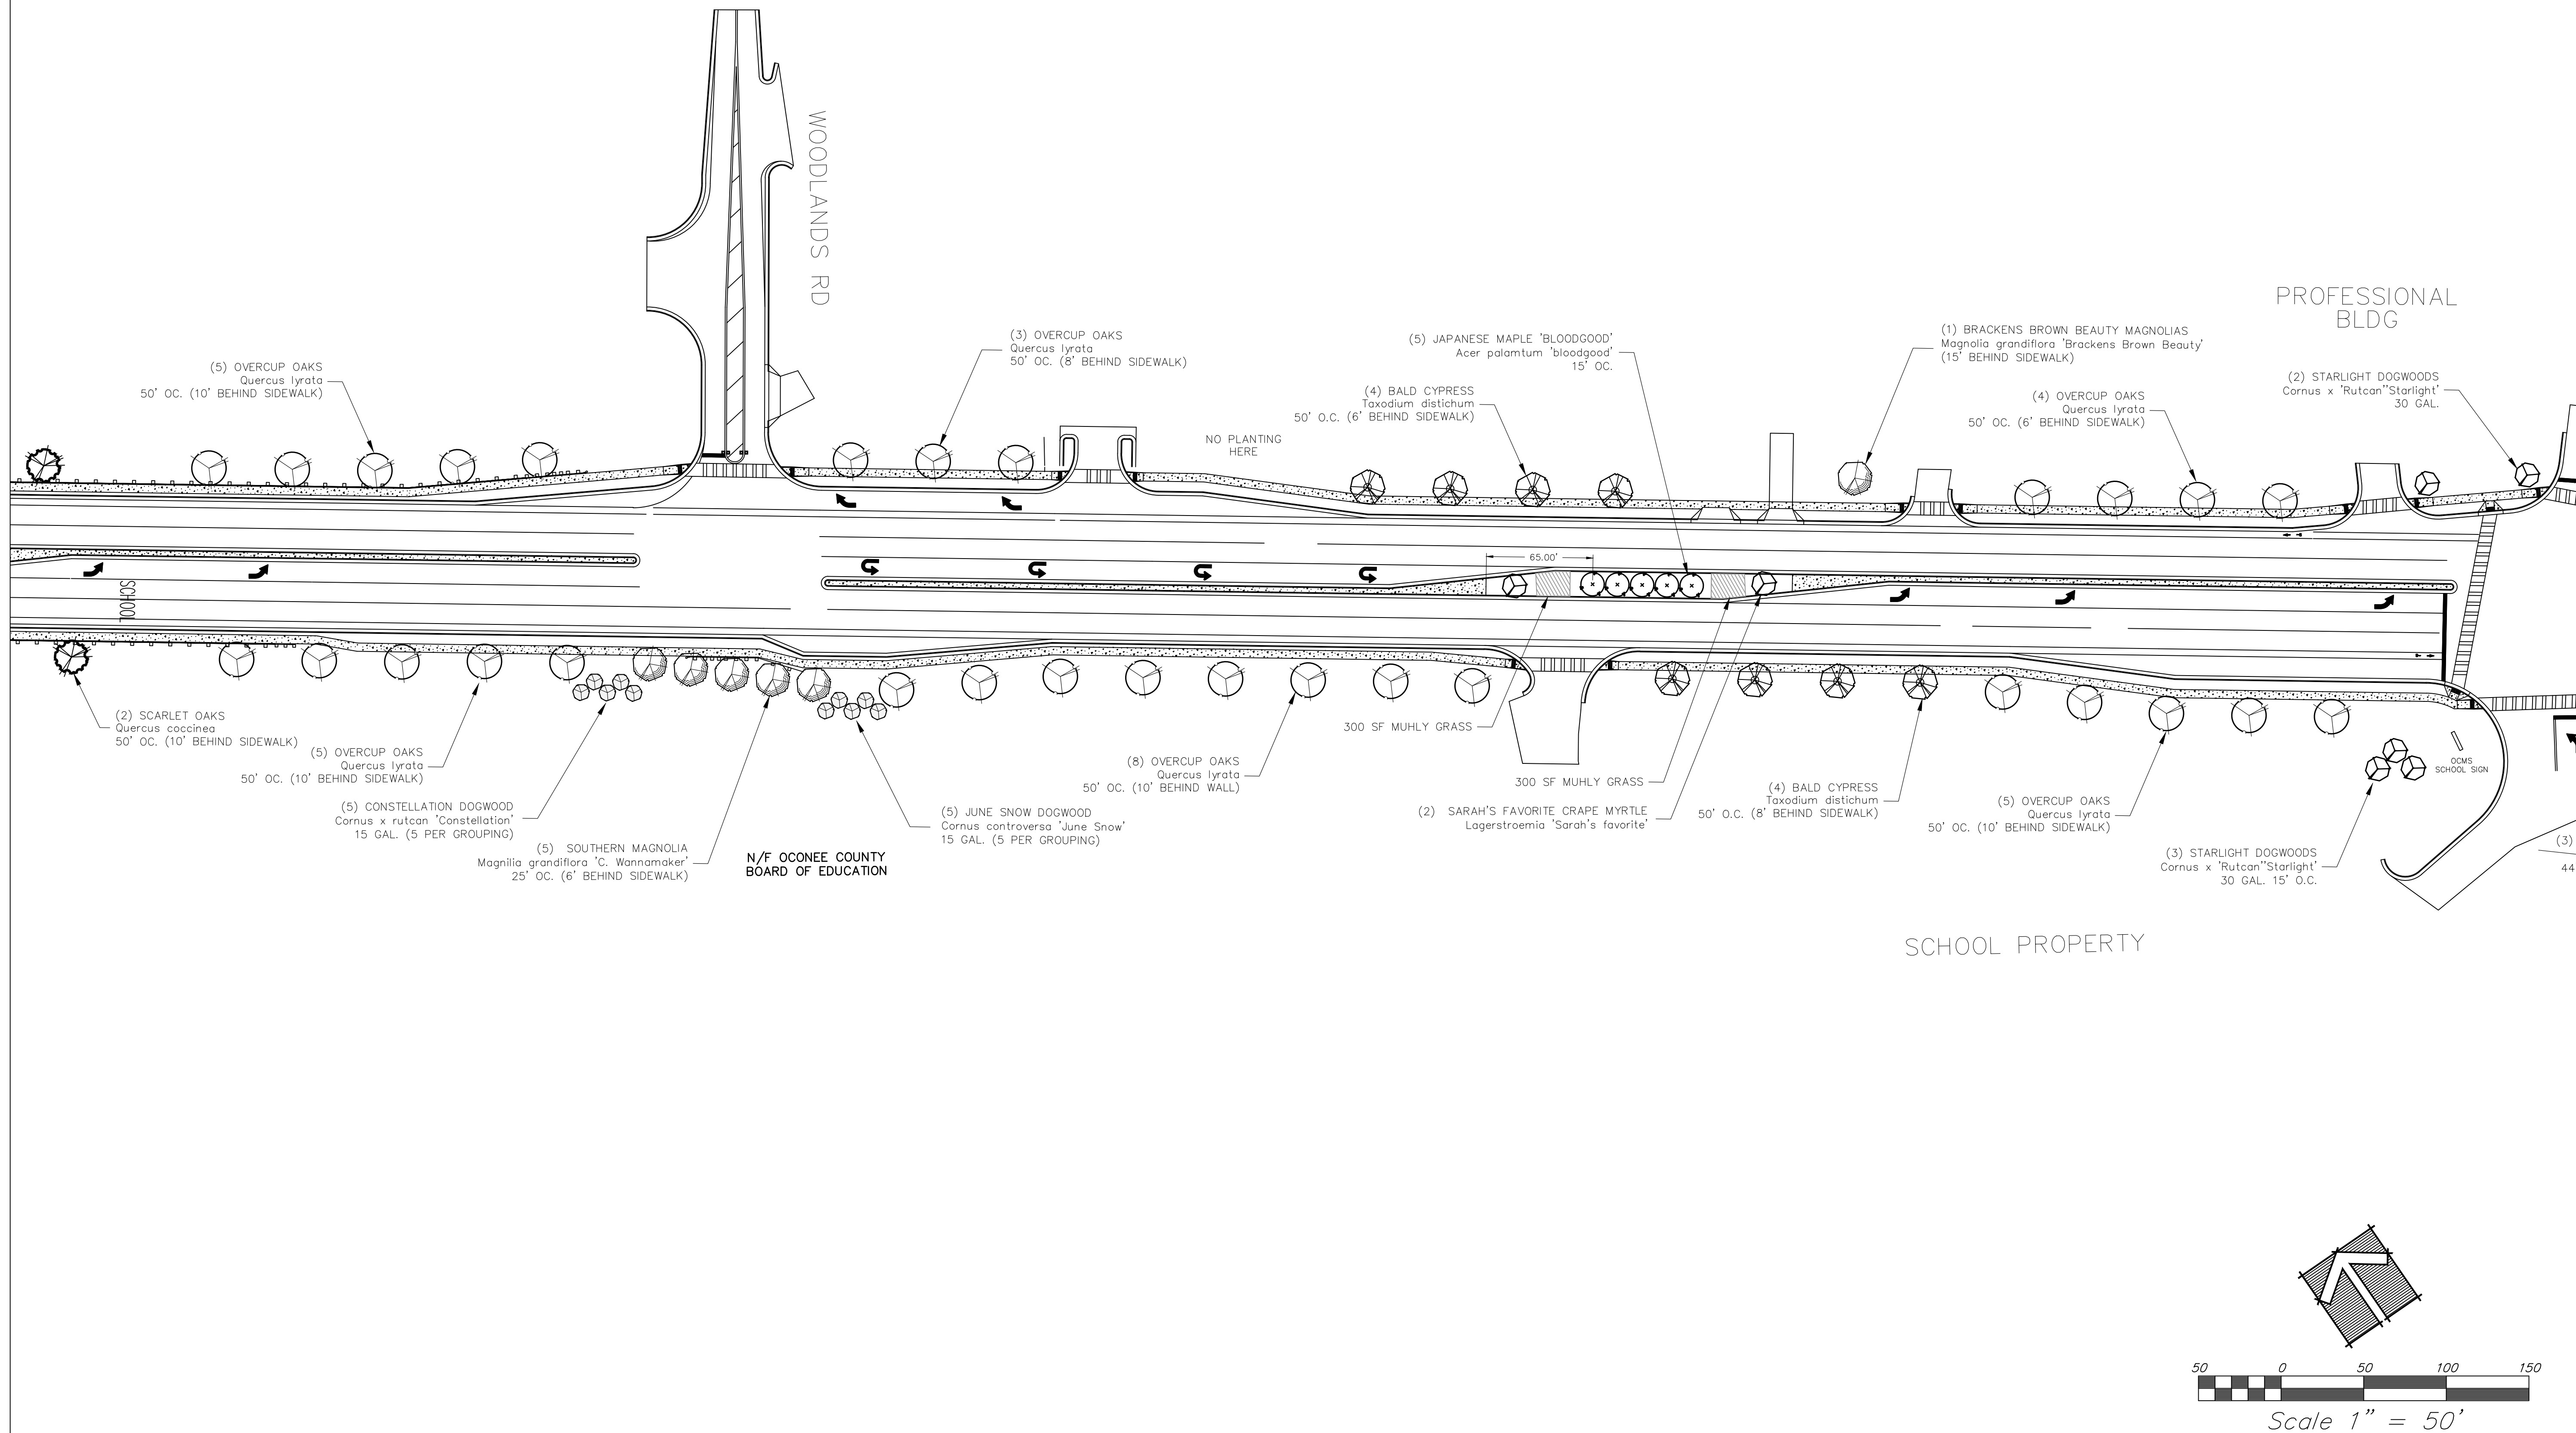 WOODLANDS RD
PROFESSIONAL
BLDG
(5) OVERCUP OAKS
Quercus lyrata
50' OC. (10' BEHIND SIDEWALK)
(3) OVERCUP OAKS
Quercus lyrata
50' OC. (8' BEHIND SIDEWALK)
NO PLANTING
HERE
(4) BALD CYPRESS
Taxodium distichum
50' O.C. (6' BEHIND SIDEWALK)
(5) JAPANESE MAPLE 'BLOODGOOD'
Acer palamtum 'bloodgood'
15' OC.
(1) BRACKENS BROWN BEAUTY MAGNOLIAS
Magnolia grandiflora 'Brackens Brown Beauty'
(15' BEHIND SIDEWALK)
(4) OVERCUP OAKS
Quercus lyrata
50' OC. (6' BEHIND SIDEWALK)
(2) STARLIGHT DOGWOODS
Cornus x 'Rutcan''Starlight'
30 GAL.
SCHOOL
65.00'
(2) SCARLET OAKS
Quercus coccinea
50' OC. (10' BEHIND SIDEWALK)
(5) OVERCUP OAKS
Quercus lyrata
50' OC. (10' BEHIND SIDEWALK)
(5) CONSTELLATION DOGWOOD
Cornus x rutcan 'Constellation'
15 GAL. (5 PER GROUPING)
(5) SOUTHERN MAGNOLIA
Magnilia grandiflora 'C. Wannamaker'
25' OC. (6' BEHIND SIDEWALK)
N/F OCONEE COUNTY
BOARD OF EDUCATION
(5) JUNE SNOW DOGWOOD
Cornus controversa 'June Snow'
15 GAL. (5 PER GROUPING)
(8) OVERCUP OAKS
Quercus lyrata
50' OC. (10' BEHIND WALL)
300 SF MUHLY GRASS
300 SF MUHLY GRASS
(2) SARAH'S FAVORITE CRAPE MYRTLE
Lagerstroemia 'Sarah's favorite'
(4) BALD CYPRESS
Taxodium distichum
50' O.C. (8' BEHIND SIDEWALK)
(5) OVERCUP OAKS
Quercus lyrata
50' OC. (10' BEHIND SIDEWALK)
(3) STARLIGHT DOGWOODS
Cornus x 'Rutcan''Starlight'
30 GAL. 15' O.C.
OCMS
SCHOOL SIGN
(3)
44
SCHOOL PROPERTY
50 0 50 100 150
Scale 1" = 50'